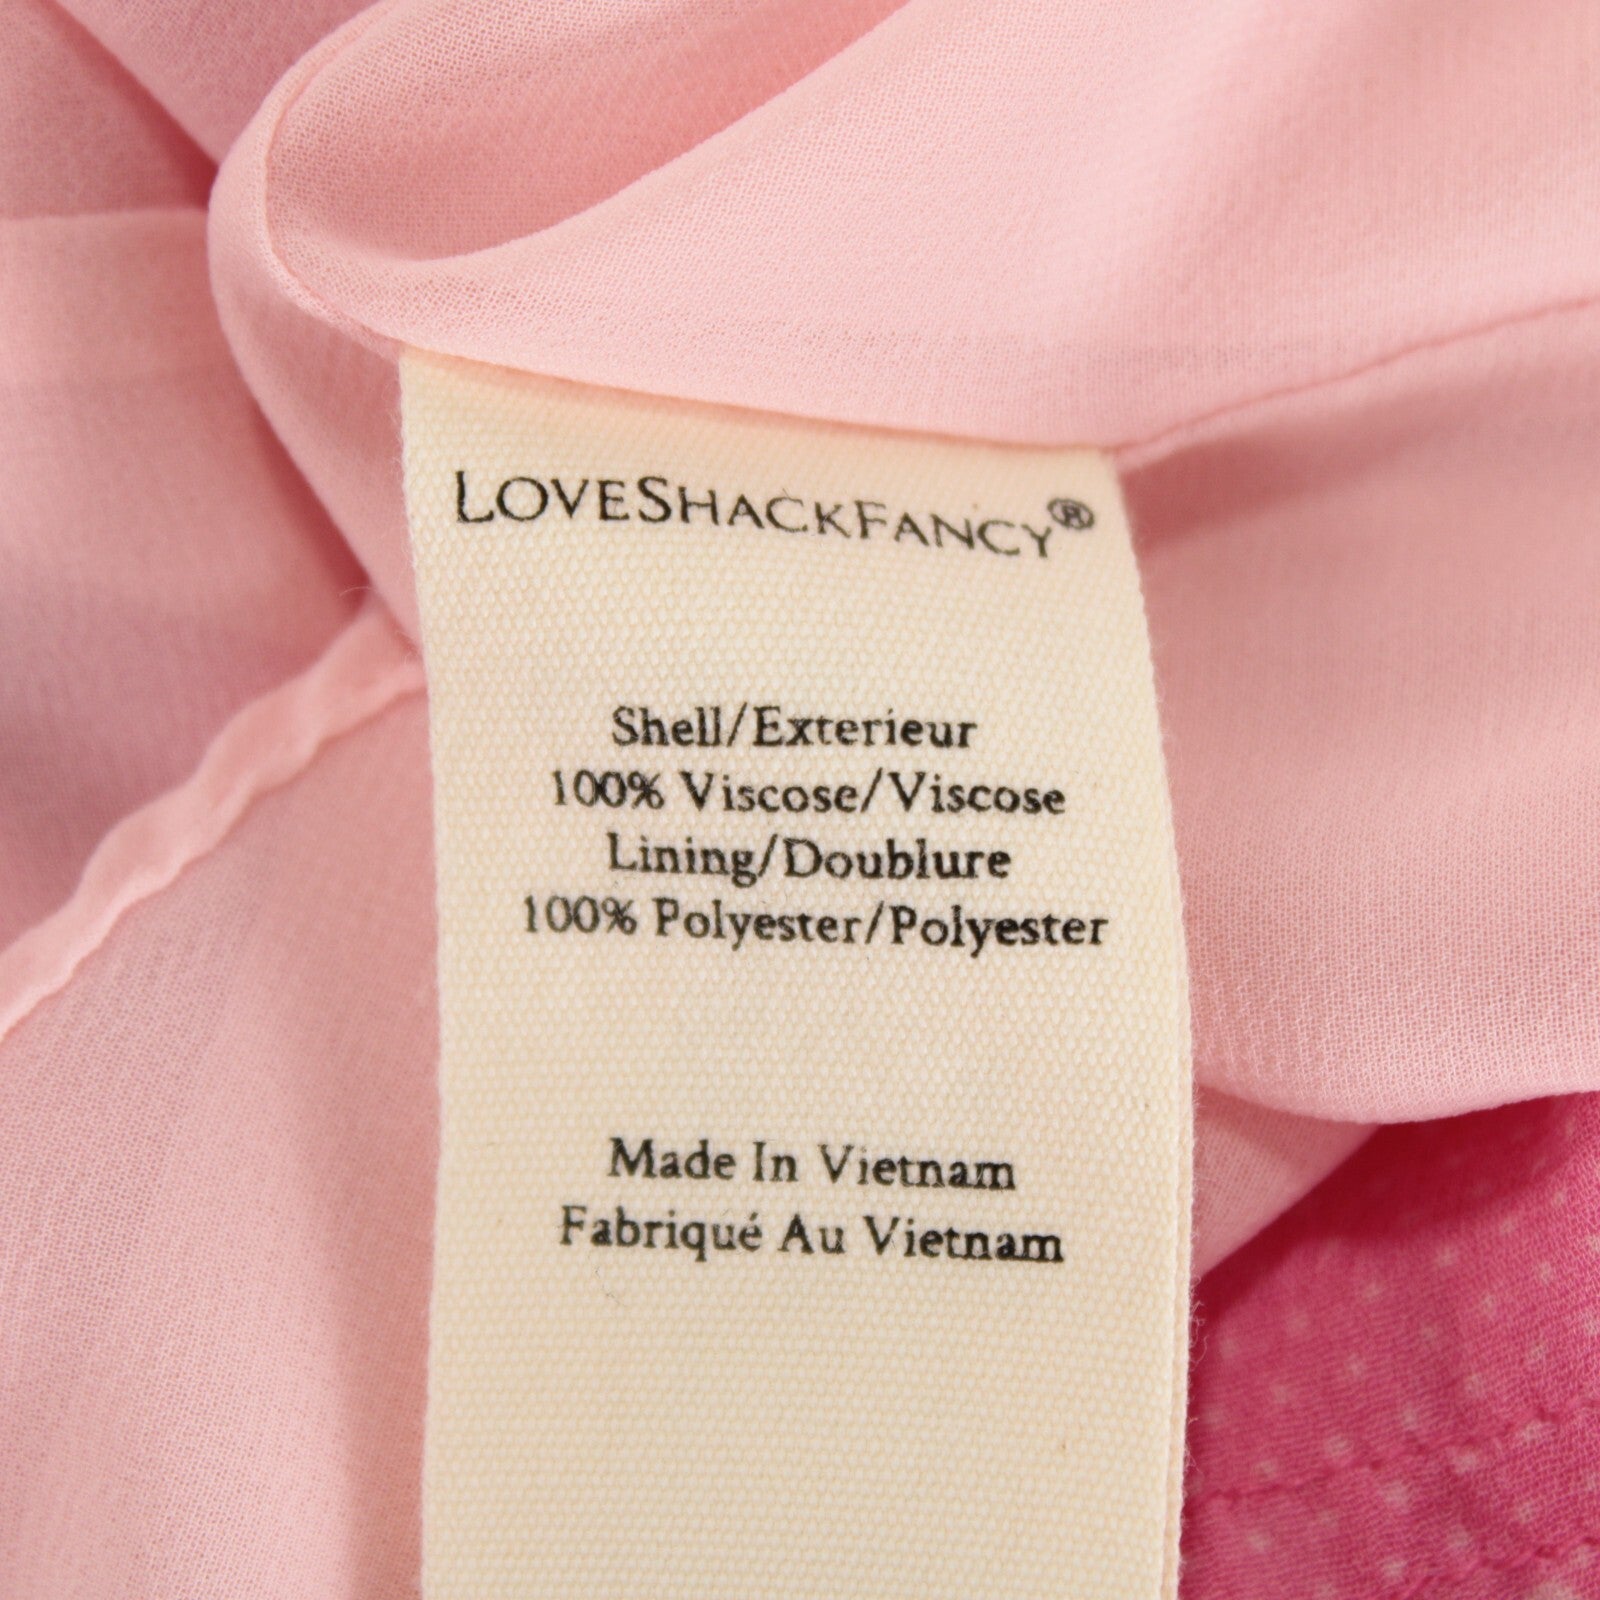 LOVESHACKFANCY®
Shell/Exterieur
100% Viscose/Viscose
Lining/Doublure
100% Polyester/Polyester
Made In Vietnam
Fabriqué Au Vietnam